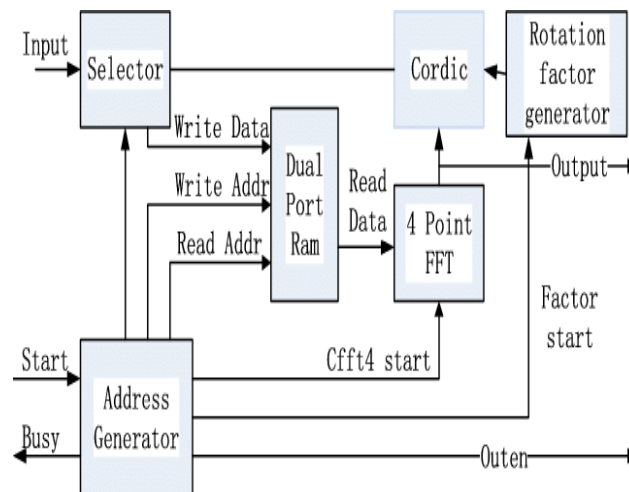 Input
Selector
Cordic
Rotation
factor
generator
Write Data
Write Addr
Read Addr
Dual
Port
Ram
Read
Data
4 Point
FFT
Output
Factor
start
Start
Cfft4 start
Address
Generator
Busy
Outen